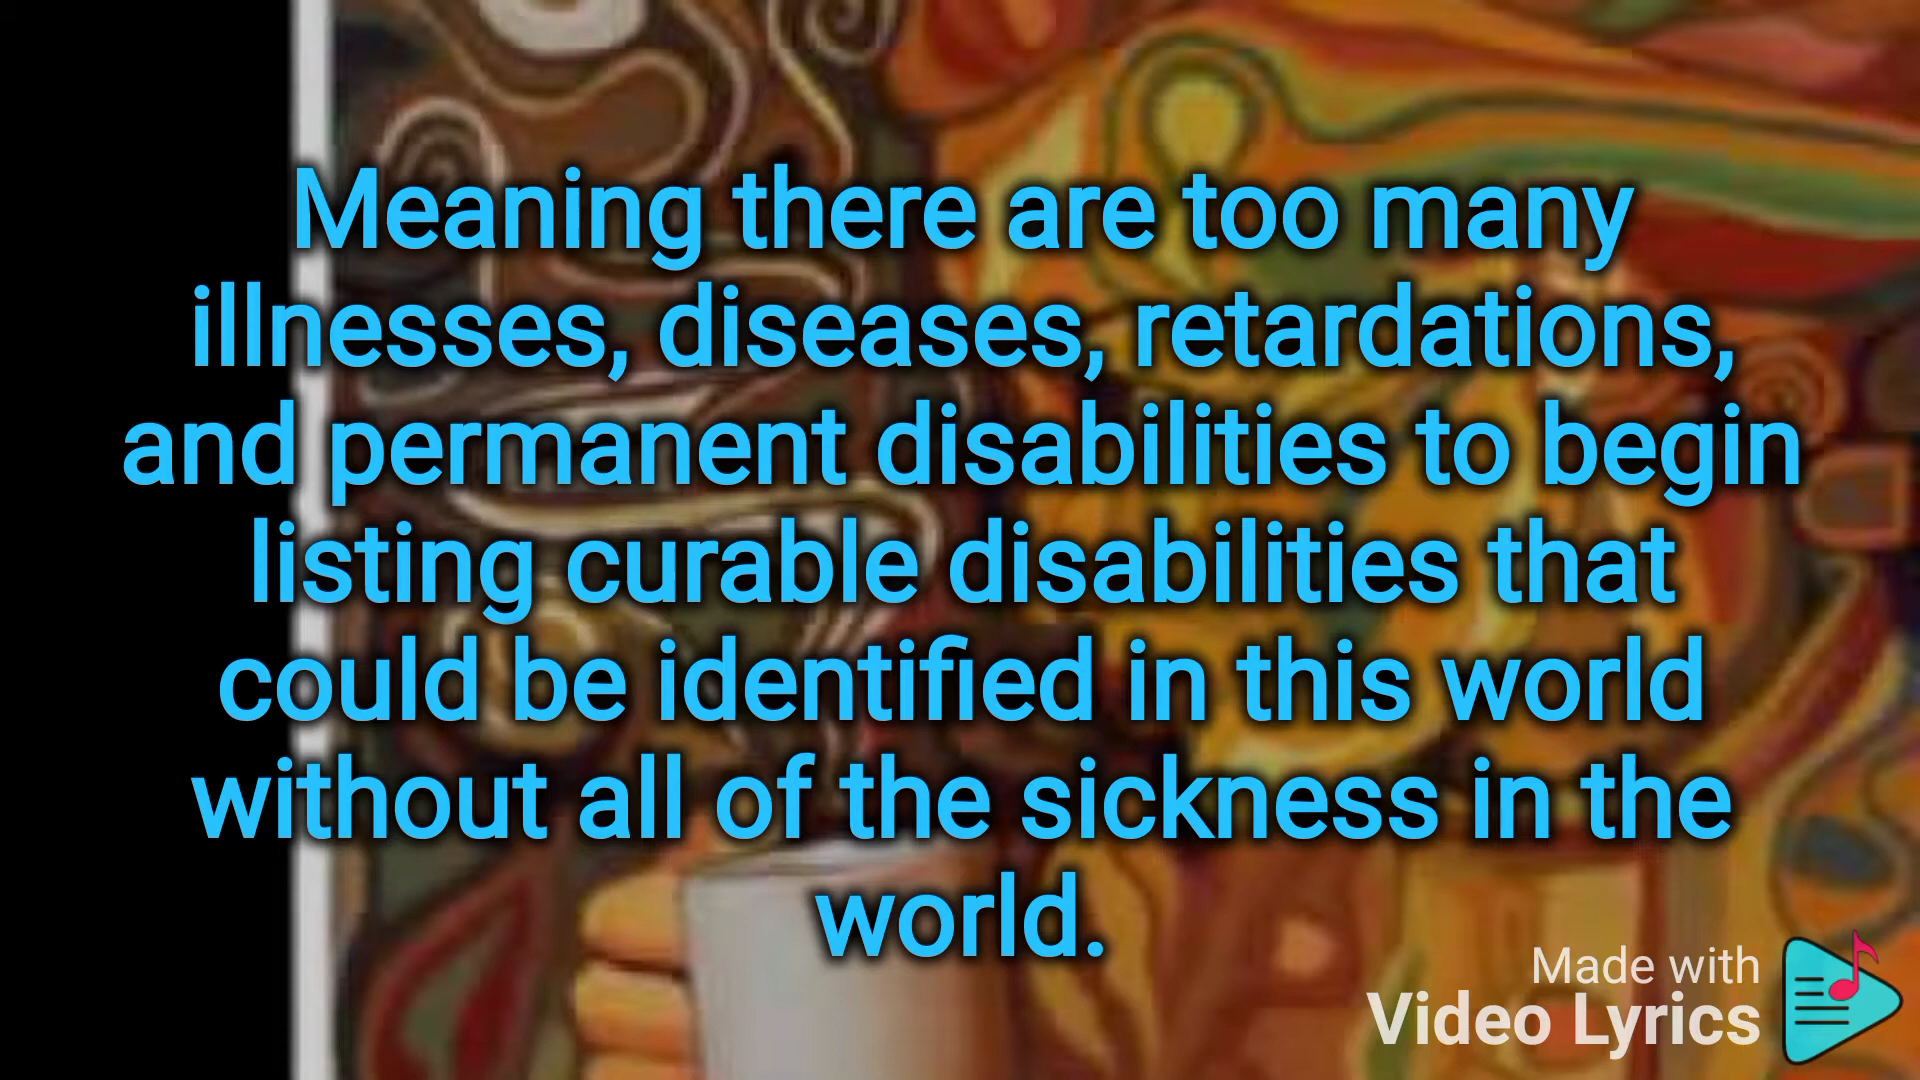 Meaning there are too many
illnesses, diseases, retardations,
and permanent disabilities to begin
listing curable disabilities that
could be identified in this world
without all of the sickness in the
world.
Made with
Video Lyrics